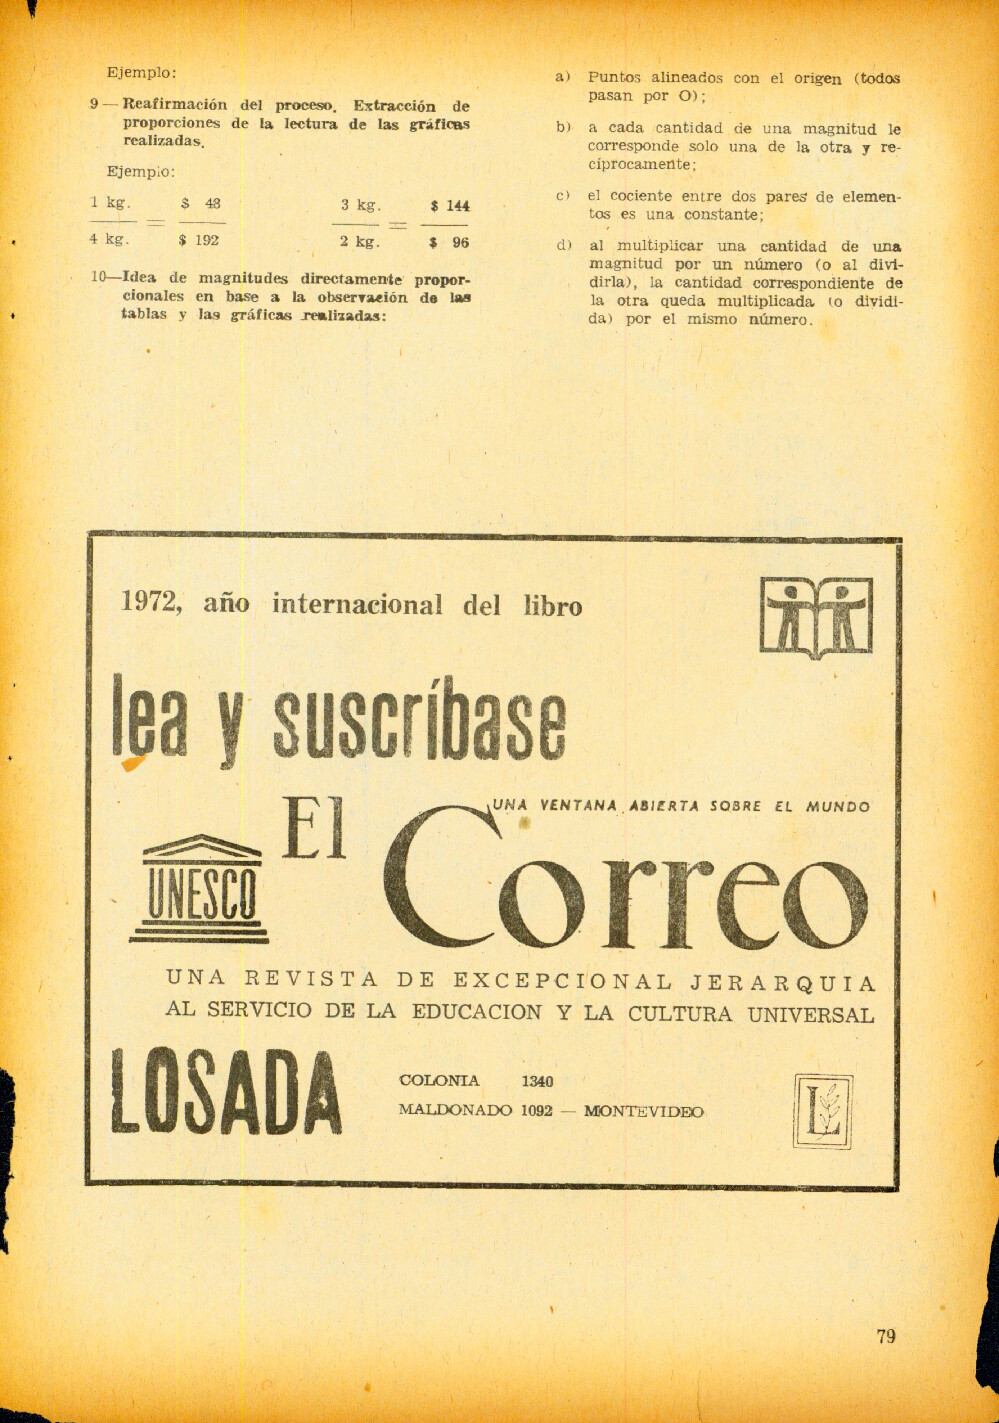 Ejemplo:
9 — Reafirmación del proceso. Extracción de
proporciones de la lectura de las gráficas
realizadas.
Ejemplo:
1 kg. $ 48
4 kg. = $ 192
3 kg. $ 144
2 kg. = $ 96
10—Idea de magnitudes directamente propor-
cionales en base a la observación de las
tablas y las gráficas realizadas:
a) Puntos alineados con el origen (todos
pasan por O);
b) a cada cantidad de una magnitud le
corresponde solo una de la otra y re-
cíprocamente;
c) el cociente entre dos pares de elemen-
tos es una constante;
d) al multiplicar una cantidad de una
magnitud por un número (o al divi-
dirla), la cantidad correspondiente de
la otra queda multiplicada (o dividi-
da) por el mismo número.
1972, año internacional del libro
lea y suscríbase
UNA VENTANA ABIERTA SOBRE EL MUNDO
El Correo
UNESCO
UNA REVISTA DE EXCEPCIONAL JERARQUIA
AL SERVICIO DE LA EDUCACION Y LA CULTURA UNIVERSAL
LOSADA
COLONIA 1340
MALDONADO 1092 — MONTEVIDEO
L
79